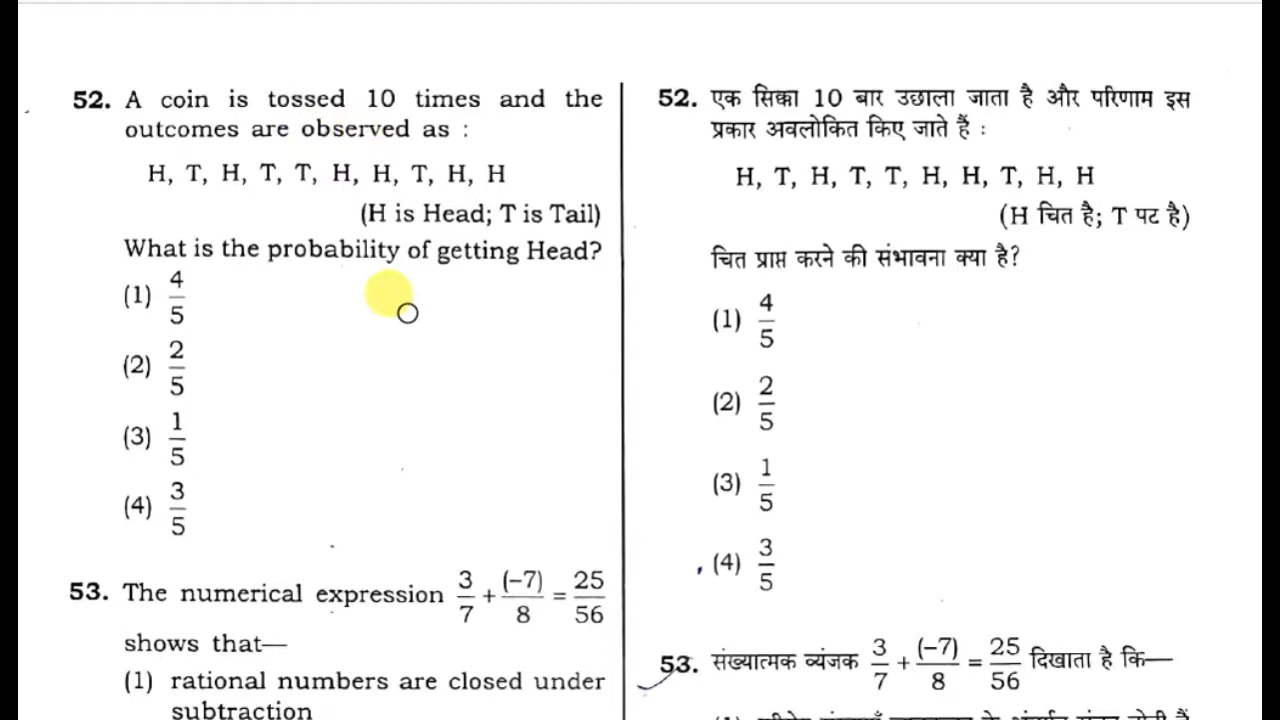 52. A coin is tossed 10 times and the
outcomes are observed as :
H, T, H, T, T, H, H, T, H, H
(H is Head; T is Tail)
What is the probability of getting Head?
(1) 4/5
(2) 2/5
(3) 1/5
(4) 3/5
53. The numerical expression 3/7 + (–7)/8 = 25/56
shows that—
(1) rational numbers are closed under
subtraction
52. एक सिक्का 10 बार उछाला जाता है और परिणाम इस
प्रकार अवलोकित किए जाते हैं :
H, T, H, T, T, H, H, T, H, H
(H चित है; T पट है)
चित प्राप्त करने की संभावना क्या है?
(1) 4/5
(2) 2/5
(3) 1/5
(4) 3/5
53. संख्यात्मक व्यंजक 3/7 + (–7)/8 = 25/56 दिखाता है कि—